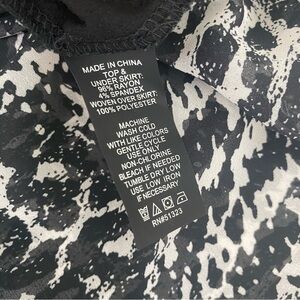 MADE IN CHINA
TOP &
UNDER SKIRT:
96% RAYON
4% SPANDEX
WOVEN OVER SKIRT:
100% POLYESTER
MACHINE
WASH COLD
WITH LIKE COLORS
GENTLE CYCLE
USE ONLY
NON-CHLORINE
BLEACH IF NEEDED
TUMBLE DRY LOW
USE LOW IRON
IF NECESSARY
RN#51323